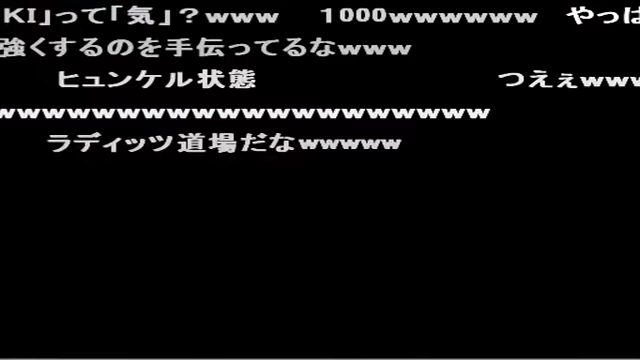 KI」って「気」？www 1000wwwwwww やっぱ
強くするのを手伝ってるなwww
ヒュンケル状態 つえぇwww
wwwwwwwwwwwwwwwwwwww
ラディッツ道場だなwwwww